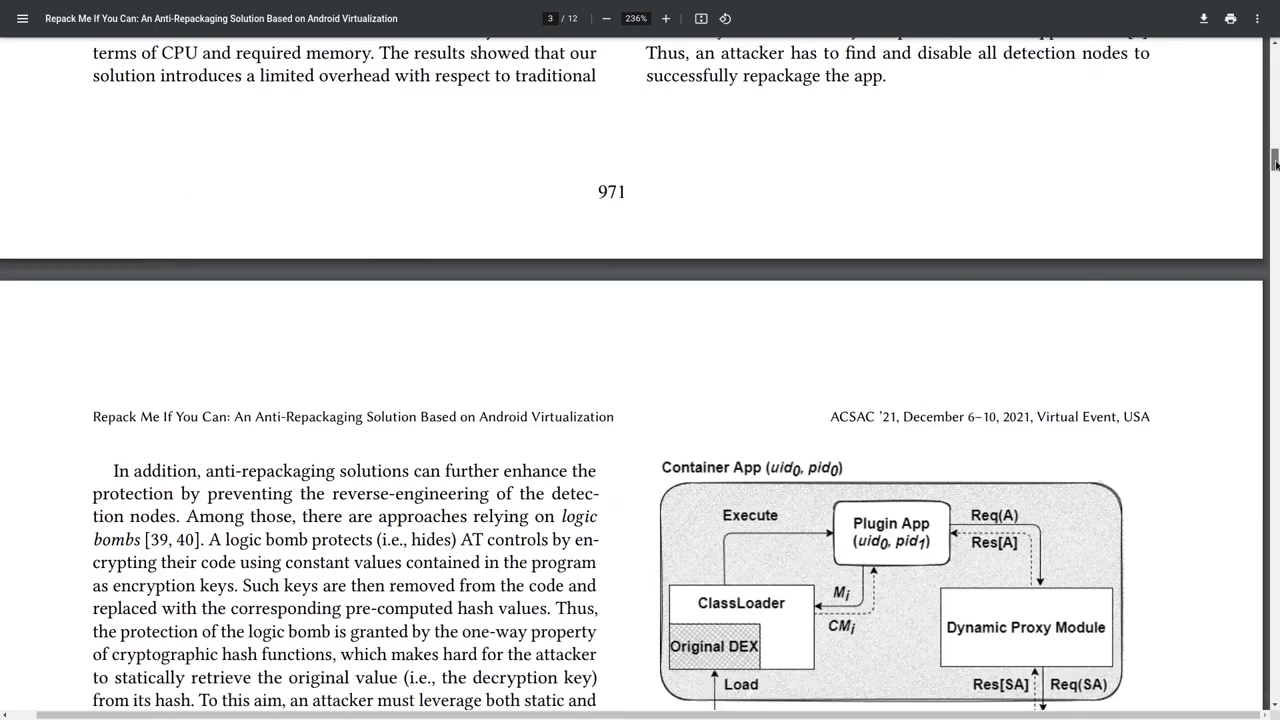 Repack Me If You Can: An Anti-Repackaging Solution Based on Android Virtualization
3 / 12
236%
terms of CPU and required memory. The results showed that our
solution introduces a limited overhead with respect to traditional
Thus, an attacker has to find and disable all detection nodes to
successfully repackage the app.
971
Repack Me If You Can: An Anti-Repackaging Solution Based on Android Virtualization
ACSAC '21, December 6–10, 2021, Virtual Event, USA
In addition, anti-repackaging solutions can further enhance the
protection by preventing the reverse-engineering of the detec-
tion nodes. Among those, there are approaches relying on logic
bombs [39, 40]. A logic bomb protects (i.e., hides) AT controls by en-
crypting their code using constant values contained in the program
as encryption keys. Such keys are then removed from the code and
replaced with the corresponding pre-computed hash values. Thus,
the protection of the logic bomb is granted by the one-way property
of cryptographic hash functions, which makes hard for the attacker
to statically retrieve the original value (i.e., the decryption key)
from its hash. To this aim, an attacker must leverage both static and
Container App (uid0, pid0)
Execute
Plugin App
(uid0, pid1)
Req(A)
Res[A]
ClassLoader
Mi
CMi
Original DEX
Dynamic Proxy Module
Load
Res[SA]
Req(SA)